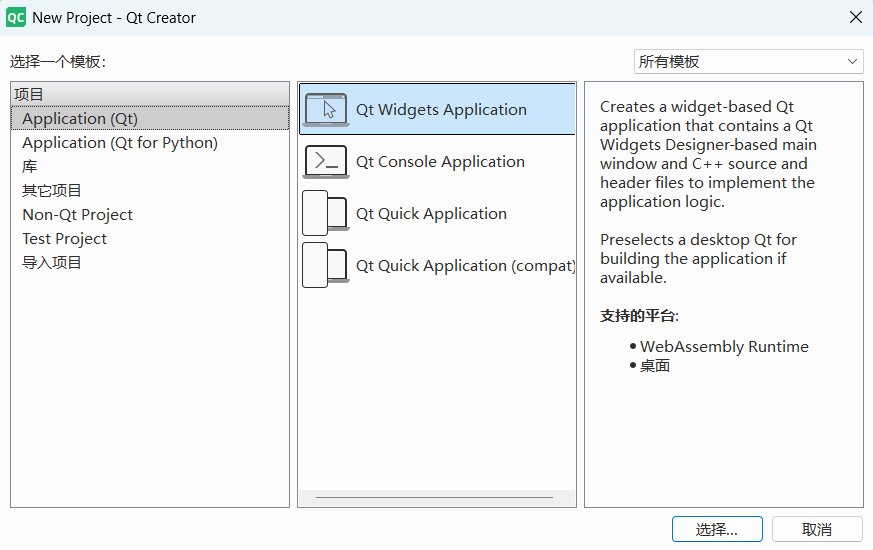 QC New Project - Qt Creator
选择一个模板:
所有模板
项目
Application (Qt)
Application (Qt for Python)
库
其它项目
Non-Qt Project
Test Project
导入项目
Qt Widgets Application
Qt Console Application
Qt Quick Application
Qt Quick Application (compat)
Creates a widget-based Qt
application that contains a Qt
Widgets Designer-based main
window and C++ source and
header files to implement the
application logic.
Preselects a desktop Qt for
building the application if
available.
支持的平台:
WebAssembly Runtime
桌面
选择...
取消